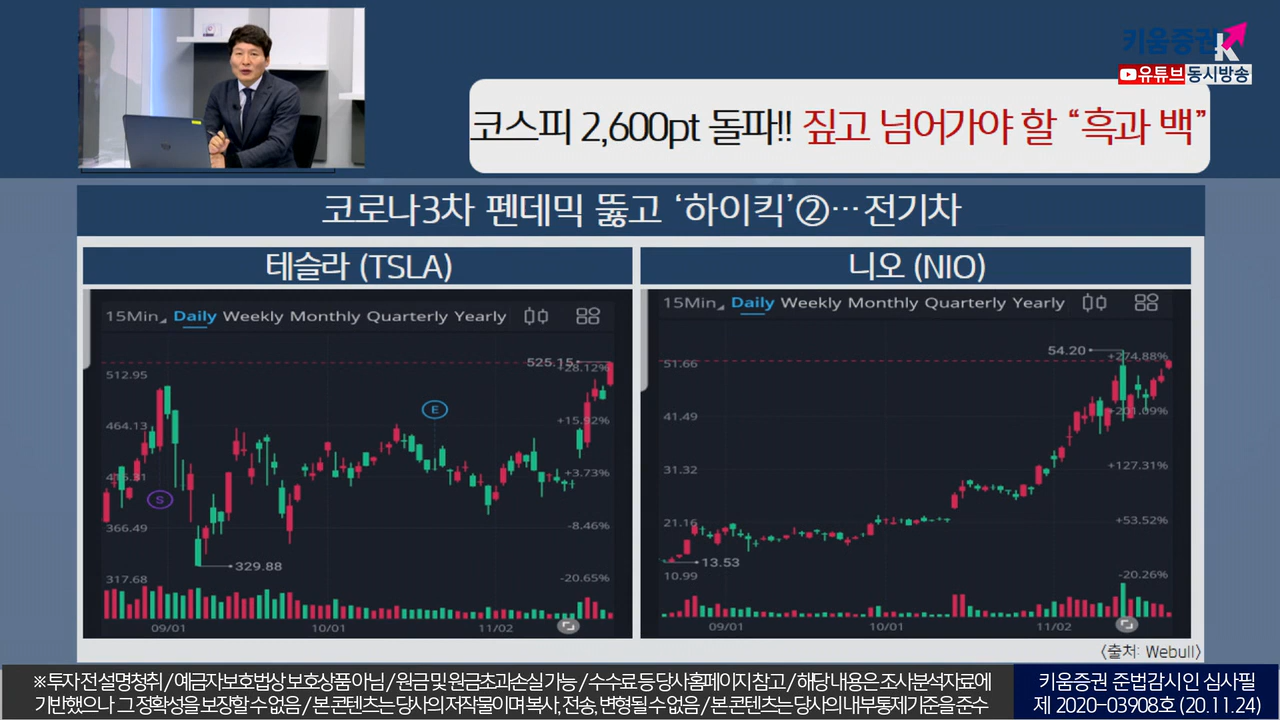 키움증권
유튜브동시방송
코스피 2,600pt 돌파!! 짚고 넘어가야 할 “흑과 백”
코로나3차 펜데믹 뚫고 ‘하이킥’②…전기차
테슬라 (TSLA)
15Min Daily Weekly Monthly Quarterly Yearly
525.15
+28.12%
512.95
E
+15.92%
464.13
+3.73%
415.31
S
366.49
-8.46%
329.88
317.68
-20.65%
09/01 10/01 11/02
니오 (NIO)
15Min Daily Weekly Monthly Quarterly Yearly
54.20
+274.88%
51.66
41.49
+201.09%
31.32
+127.31%
21.16
+53.52%
13.53
10.99
-20.26%
09/01 10/01 11/02
〈출처: Webull〉
※ 투자 전 설명청취 / 예금자보호법상 보호상품 아님 / 원금 및 원금초과손실 가능 / 수수료 등 당사홈페이지 참고 / 해당 내용은 조사분석자료에
기반했으나 그 정확성을 보장할 수 없음 / 본 콘텐츠는 당사의 저작물이며 복사, 전송, 변형될 수 없음 / 본 콘텐츠는 당사의 내부통제기준을 준수
키움증권 준법감시인 심사필
제 2020-03908호 (20.11.24)